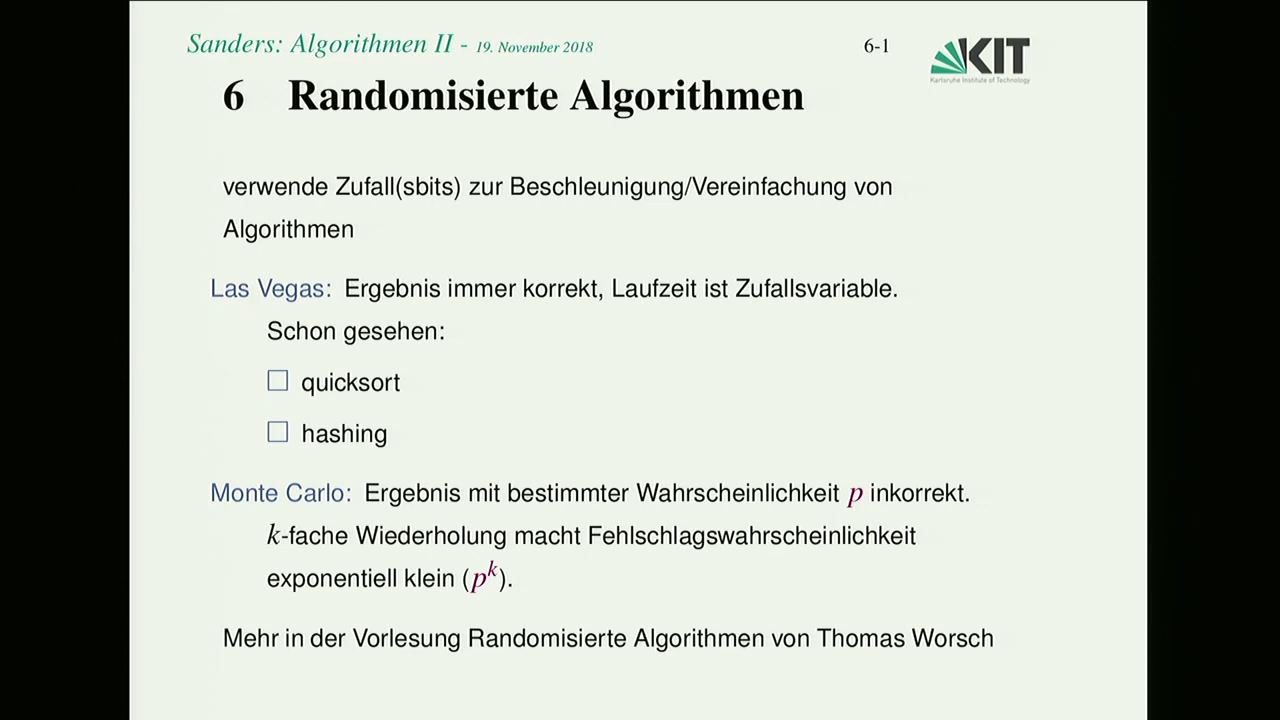 Sanders: Algorithmen II - 19. November 2018 6-1 KIT
Karlsruhe Institute of Technology
6 Randomisierte Algorithmen
verwende Zufall(sbits) zur Beschleunigung/Vereinfachung von
Algorithmen
Las Vegas: Ergebnis immer korrekt, Laufzeit ist Zufallsvariable.
Schon gesehen:
quicksort
hashing
Monte Carlo: Ergebnis mit bestimmter Wahrscheinlichkeit p inkorrekt.
k-fache Wiederholung macht Fehlschlagswahrscheinlichkeit
exponentiell klein (p^k).
Mehr in der Vorlesung Randomisierte Algorithmen von Thomas Worsch